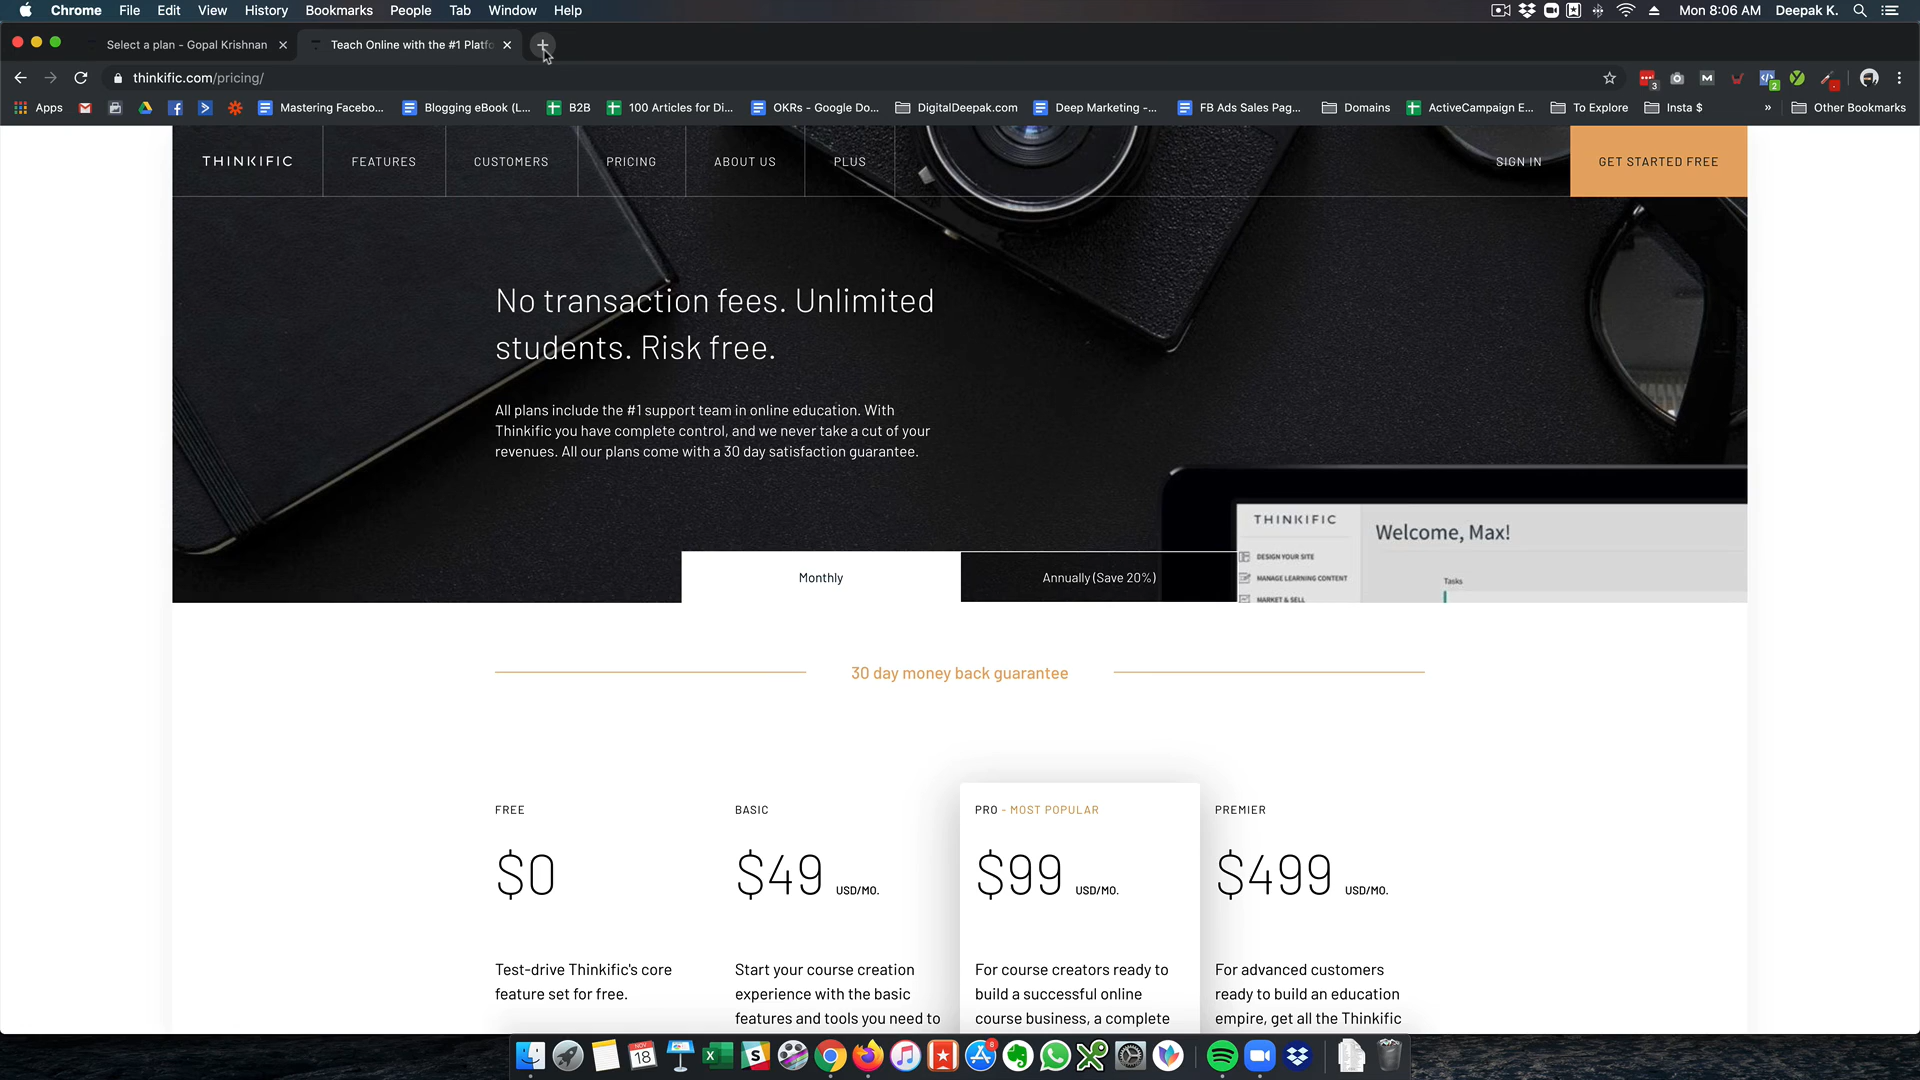 Chrome File Edit View History Bookmarks People Tab Window Help
Mon 8:06 AM Deepak K.
Select a plan - Gopal Krishnan
Teach Online with the #1 Platfo
thinkific.com/pricing/
3
2
Apps
Mastering Facebo...
Blogging eBook (L...
B2B
100 Articles for Di...
OKRs - Google Do...
DigitalDeepak.com
Deep Marketing -...
FB Ads Sales Pag...
Domains
ActiveCampaign E...
To Explore
Insta $
»
Other Bookmarks
THINKIFIC
FEATURES
CUSTOMERS
PRICING
ABOUT US
PLUS
SIGN IN
GET STARTED FREE
No transaction fees. Unlimited
students. Risk free.
All plans include the #1 support team in online education. With
Thinkific you have complete control, and we never take a cut of your
revenues. All our plans come with a 30 day satisfaction guarantee.
THINKIFIC
Welcome, Max!
DESIGN YOUR SITE
MANAGE LEARNING CONTENT
MARKET & SELL
Tasks
Monthly
Annually (Save 20%)
30 day money back guarantee
FREE
BASIC
PRO - MOST POPULAR
PREMIER
$0
$49 USD/MO.
$99 USD/MO.
$499 USD/MO.
Test-drive Thinkific's core
feature set for free.
Start your course creation
experience with the basic
features and tools you need to
For course creators ready to
build a successful online
course business, a complete
For advanced customers
ready to build an education
empire, get all the Thinkific
NOV
18
8